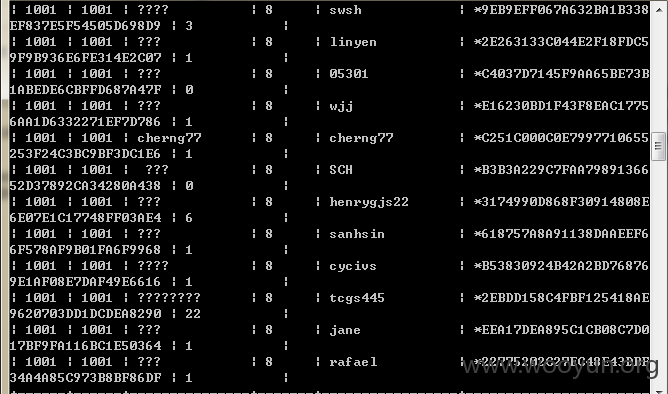 | 1001 | 1001 | ???? | 8 | swsh | *9EB9EFF067A632BA1B338
EF837E5F54505D698D9 | 3 |
| 1001 | 1001 | ??? | 8 | linyen | *2E263133C044E2F18FDC5
9F9B936E6FE314E2C07 | 1 |
| 1001 | 1001 | ??? | 8 | 05301 | *C4037D7145F9AA65BE73B
1ABEDE6CBFFD687A47F | 0 |
| 1001 | 1001 | ??? | 8 | wjj | *E16230BD1F43F8EAC1775
6AA1D6332271EF7D786 | 1 |
| 1001 | 1001 | cherng77 | 8 | cherng77 | *C251C000C0E7997710655
253F24C3BC9BF3DC1E6 | 1 |
| 1001 | 1001 | ??? | 8 | SCH | *B3B3A229C7FAA79891366
52D37892CA34280A438 | 0 |
| 1001 | 1001 | ??? | 8 | henrygjs22 | *3174990D868F30914808E
6E07E1C17748FF03AE4 | 6 |
| 1001 | 1001 | ??? | 8 | sanhsin | *618757A8A91138DAAEEF6
6F578AF9B01FA6F9968 | 1 |
| 1001 | 1001 | ???? | 8 | cycivs | *B53830924B42A2BD76876
9E1AF08E7DAF49E6616 | 1 |
| 1001 | 1001 | ???????? | 8 | tcgs445 | *2EBDD158C4FBF125418AE
9620703DD1DCDEA8290 | 22 |
| 1001 | 1001 | ??? | 8 | jane | *EEA17DEA895C1CB08C7D0
17BF9FA116BC1E50364 | 1 |
| 1001 | 1001 | ??? | 8 | rafael
34A4A85C973B8BF86DF | 1 |
www.wooyun.org